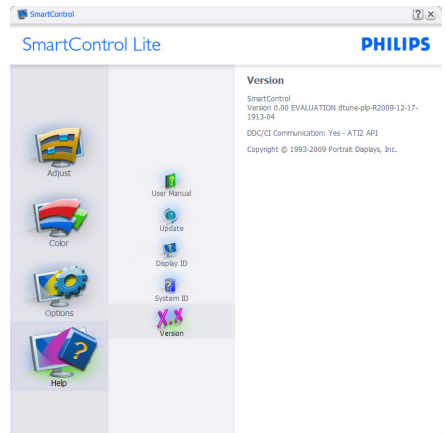 SmartControl
SmartControl Lite
PHILIPS
Adjust
Color
Options
Help
User Manual
Update
Display ID
System ID
X.X
Version
Version
SmartControl
Version 0.00 EVALUATION dtune-plp-R2009-12-17-
1913-04
DDC/CI Communication: Yes - ATI2 API
Copyright © 1993-2009 Portrait Displays, Inc.